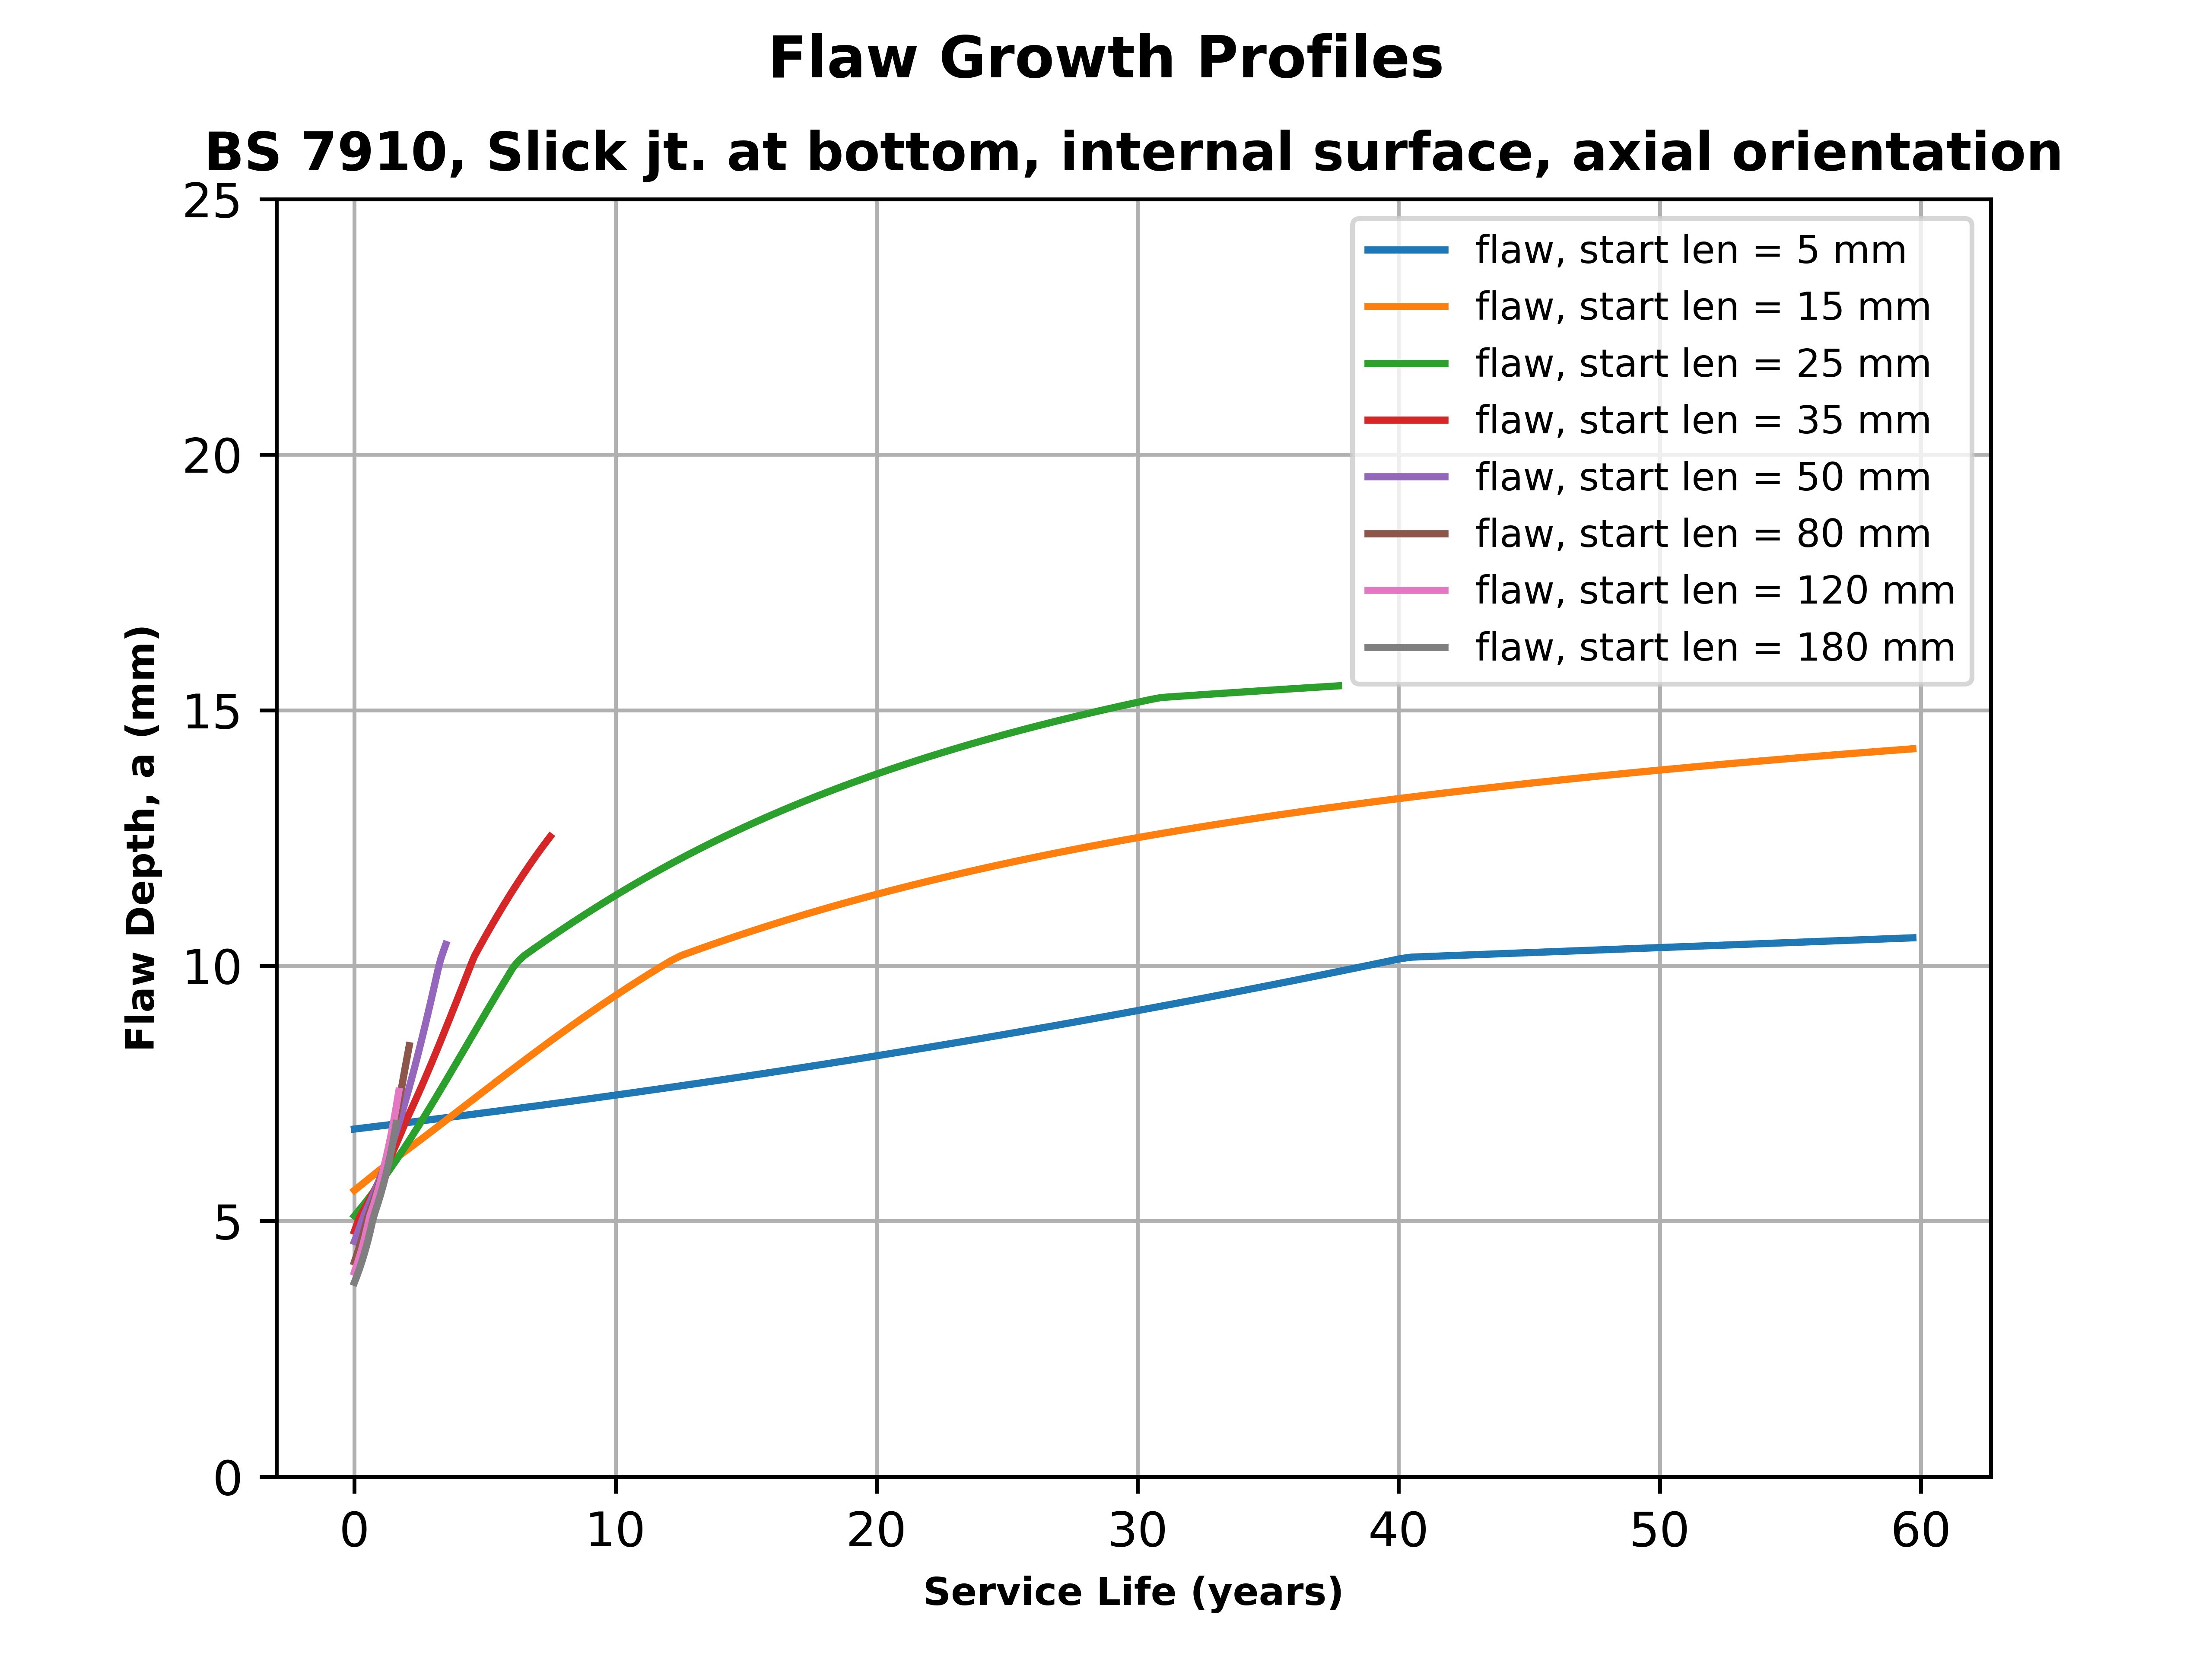 Flaw Growth Profiles
BS 7910, Slick jt. at bottom, internal surface, axial orientation
25
20
15
10
5
0
Flaw Depth, a (mm)
flaw, start len = 5 mm
flaw, start len = 15 mm
flaw, start len = 25 mm
flaw, start len = 35 mm
flaw, start len = 50 mm
flaw, start len = 80 mm
flaw, start len = 120 mm
flaw, start len = 180 mm
0 10 20 30 40 50 60
Service Life (years)